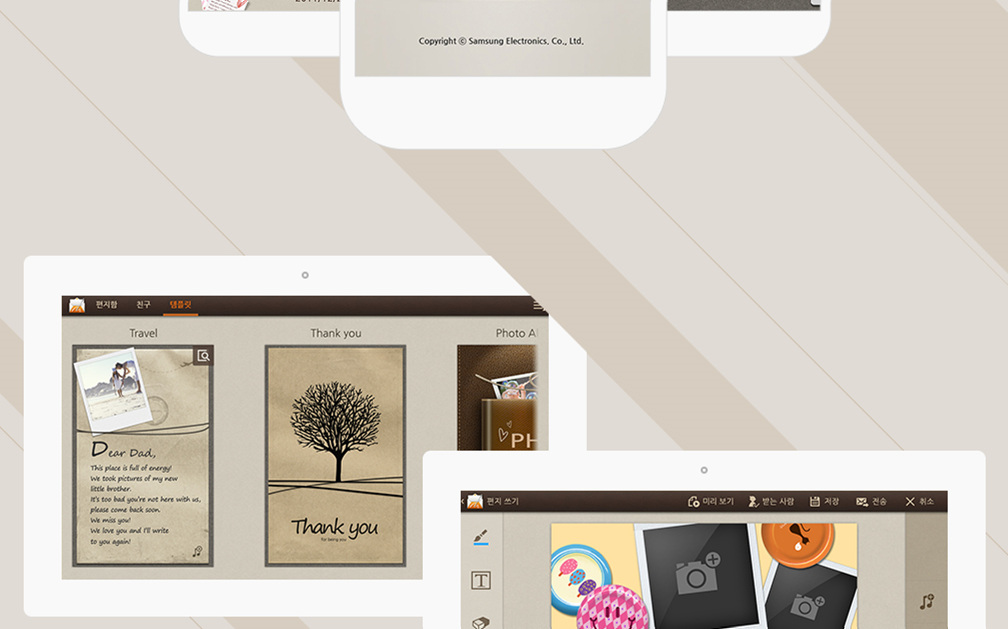 Copyright ⓒ Samsung Electronics. Co., Ltd.
편지함 친구 템플릿
Travel
Thank you
Photo Al
Dear Dad,
This place is full of energy!
We took pictures of my new
little brother.
It's too bad you're not here with us,
please come back soon.
We miss you!
We love you and I'll write
to you again!
Thank you
for being you
PH
편지 쓰기
미리 보기
받는 사람
저장
전송
취소
T